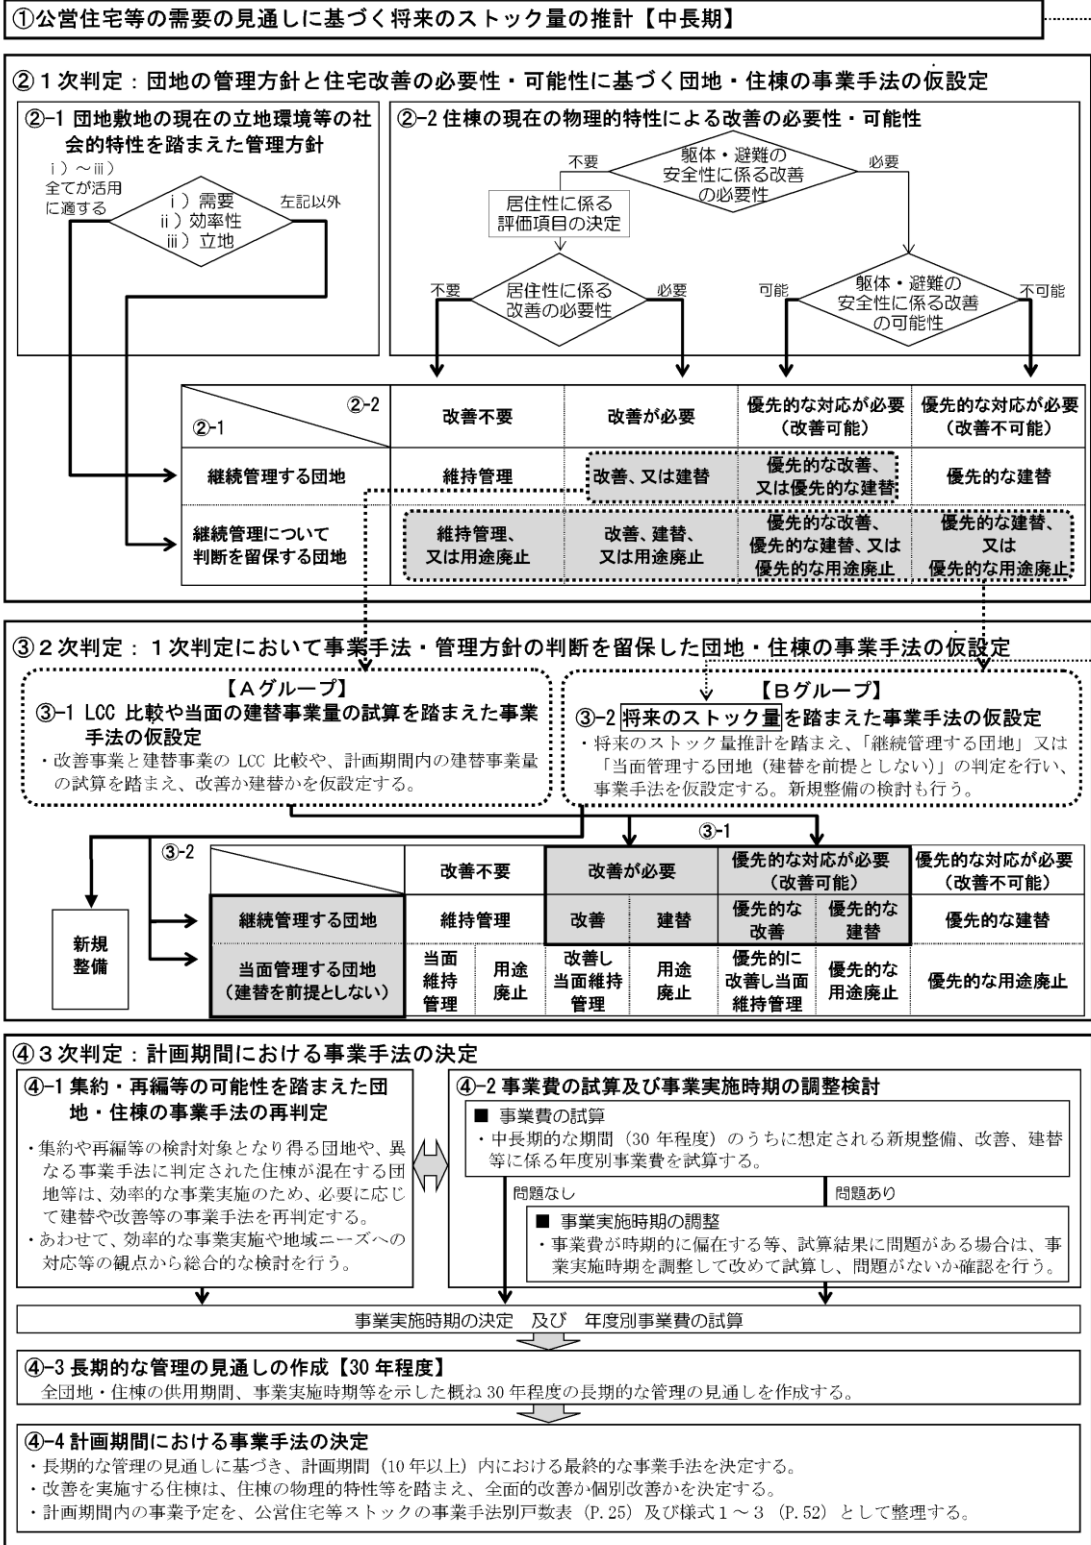 ①公営住宅等の需要の見通しに基づく将来のストック量の推計【中長期】
②１次判定：団地の管理方針と住宅改善の必要性・可能性に基づく団地・住棟の事業手法の仮設定
②-1 団地敷地の現在の立地環境等の社
会的特性を踏まえた管理方針
ⅰ）～ⅲ）
全てが活用
に適する
ⅰ）需要
ⅱ）効率性
ⅲ）立地
左記以外
②-2 住棟の現在の物理的特性による改善の必要性・可能性
不要
躯体・避難の
安全性に係る改善
の必要性
必要
居住性に係る
評価項目の決定
不要
居住性に係る
改善の必要性
必要
可能
躯体・避難の
安全性に係る改善
の可能性
不可能
②-2
②-1
改善不要
改善が必要
優先的な対応が必要
（改善可能）
優先的な対応が必要
（改善不可能）
継続管理する団地
維持管理
改善、又は建替
優先的な改善、
又は優先的な建替
優先的な建替
継続管理について
判断を留保する団地
維持管理、
又は用途廃止
改善、建替、
又は用途廃止
優先的な改善、
優先的な建替、又は
優先的な用途廃止
優先的な建替、
又は
優先的な用途廃止
③２次判定：１次判定において事業手法・管理方針の判断を留保した団地・住棟の事業手法の仮設定
【Ａグループ】
③-1 LCC 比較や当面の建替事業量の試算を踏まえた事業
手法の仮設定
・改善事業と建替事業の LCC 比較や、計画期間内の建替事業量
の試算を踏まえ、改善か建替かを仮設定する。
【Ｂグループ】
③-2 将来のストック量を踏まえた事業手法の仮設定
・将来のストック量推計を踏まえ、「継続管理する団地」又は
「当面管理する団地（建替を前提としない）」の判定を行い、
事業手法を仮設定する。新規整備の検討も行う。
③-1
③-2
改善不要
改善が必要
優先的な対応が必要
（改善可能）
優先的な対応が必要
（改善不可能）
新規
整備
継続管理する団地
維持管理
改善
建替
優先的な
改善
優先的な
建替
優先的な建替
当面管理する団地
（建替を前提としない）
当面
維持
管理
用途
廃止
改善し
当面維持
管理
用途
廃止
優先的に
改善し当面
維持管理
優先的な
用途廃止
優先的な用途廃止
④３次判定：計画期間における事業手法の決定
④-1 集約・再編等の可能性を踏まえた団
地・住棟の事業手法の再判定
・集約や再編等の検討対象となり得る団地や、異
なる事業手法に判定された住棟が混在する団
地等は、効率的な事業実施のため、必要に応じ
て建替や改善等の事業手法を再判定する。
・あわせて、効率的な事業実施や地域ニーズへの
対応等の観点から総合的な検討を行う。
④-2 事業費の試算及び事業実施時期の調整検討
■ 事業費の試算
・中長期的な期間（30 年程度）のうちに想定される新規整備、改善、建替
等に係る年度別事業費を試算する。
問題なし
問題あり
■ 事業実施時期の調整
・事業費が時期的に偏在する等、試算結果に問題がある場合は、事
業実施時期を調整して改めて試算し、問題がないか確認を行う。
事業実施時期の決定　及び　年度別事業費の試算
④-3 長期的な管理の見通しの作成【30 年程度】
全団地・住棟の供用期間、事業実施時期等を示した概ね 30 年程度の長期的な管理の見通しを作成する。
④-4 計画期間における事業手法の決定
・長期的な管理の見通しに基づき、計画期間（10 年以上）内における最終的な事業手法を決定する。
・改善を実施する住棟は、住棟の物理的特性等を踏まえ、全面的改善か個別改善かを決定する。
・計画期間内の事業予定を、公営住宅等ストックの事業手法別戸数表（P.25）及び様式１～３（P.52）として整理する。